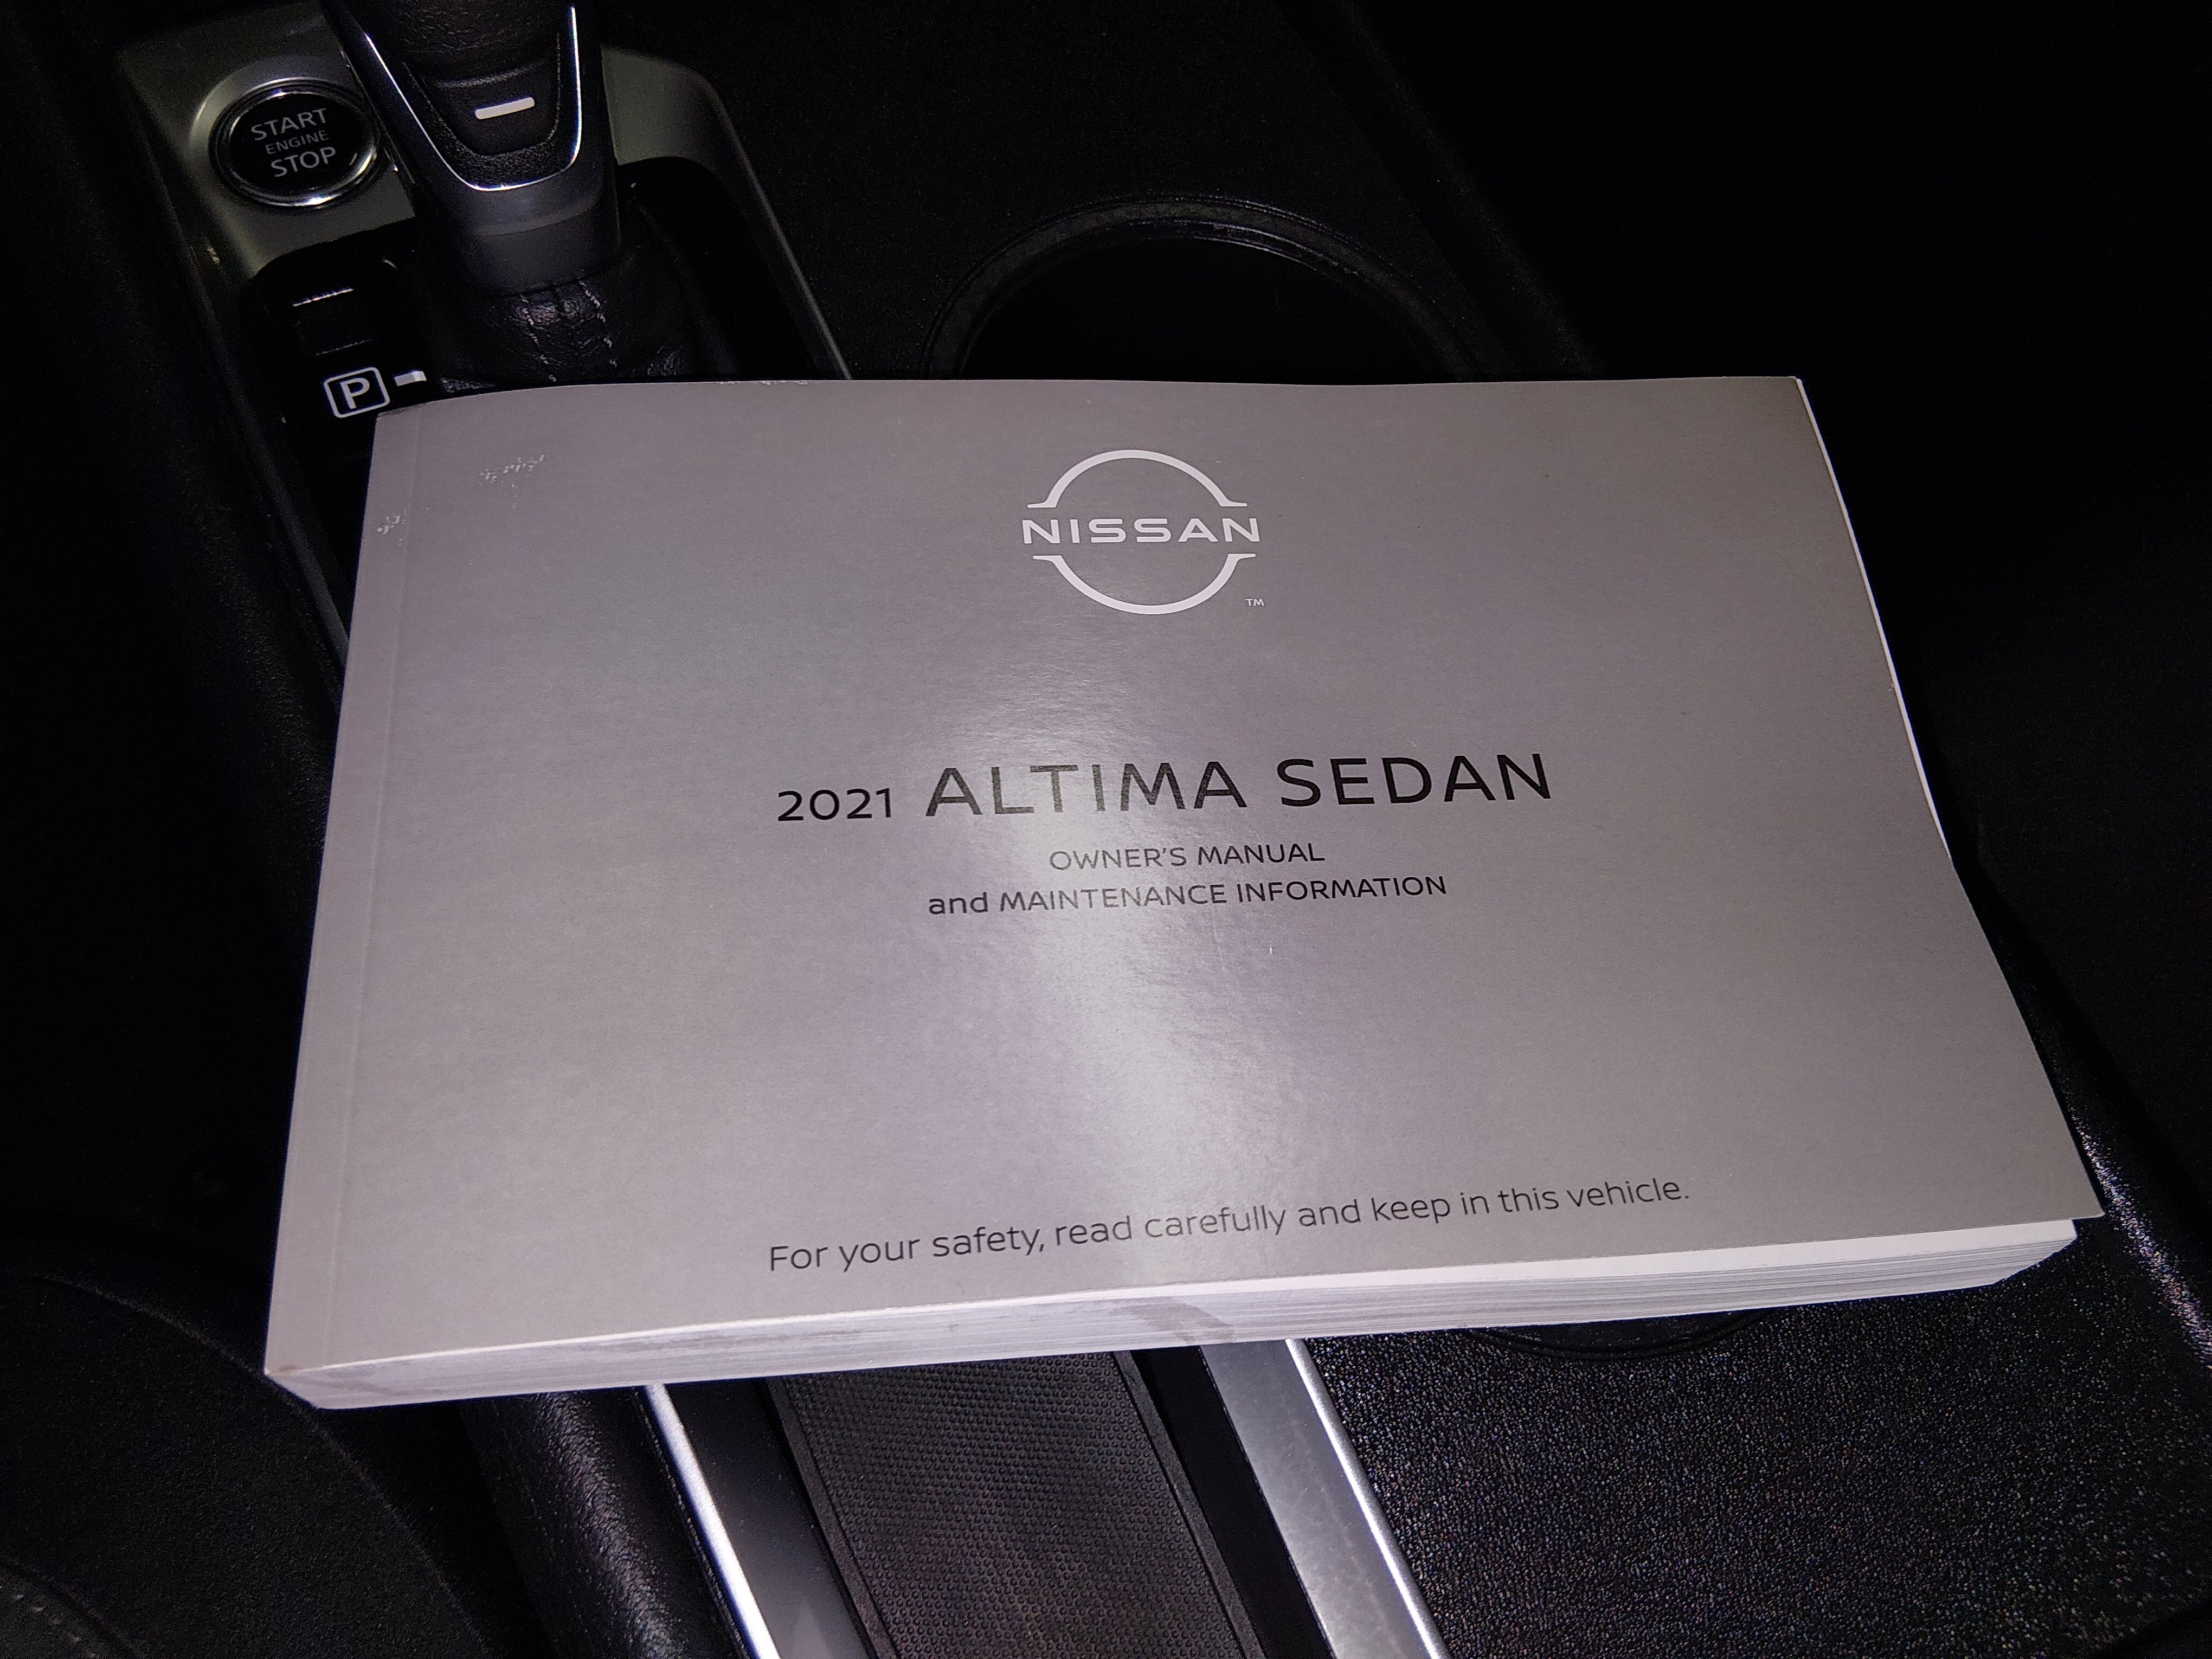 START
ENGINE
STOP
P
NISSAN
TM
2021 ALTIMA SEDAN
OWNER'S MANUAL
and MAINTENANCE INFORMATION
For your safety, read carefully and keep in this vehicle.